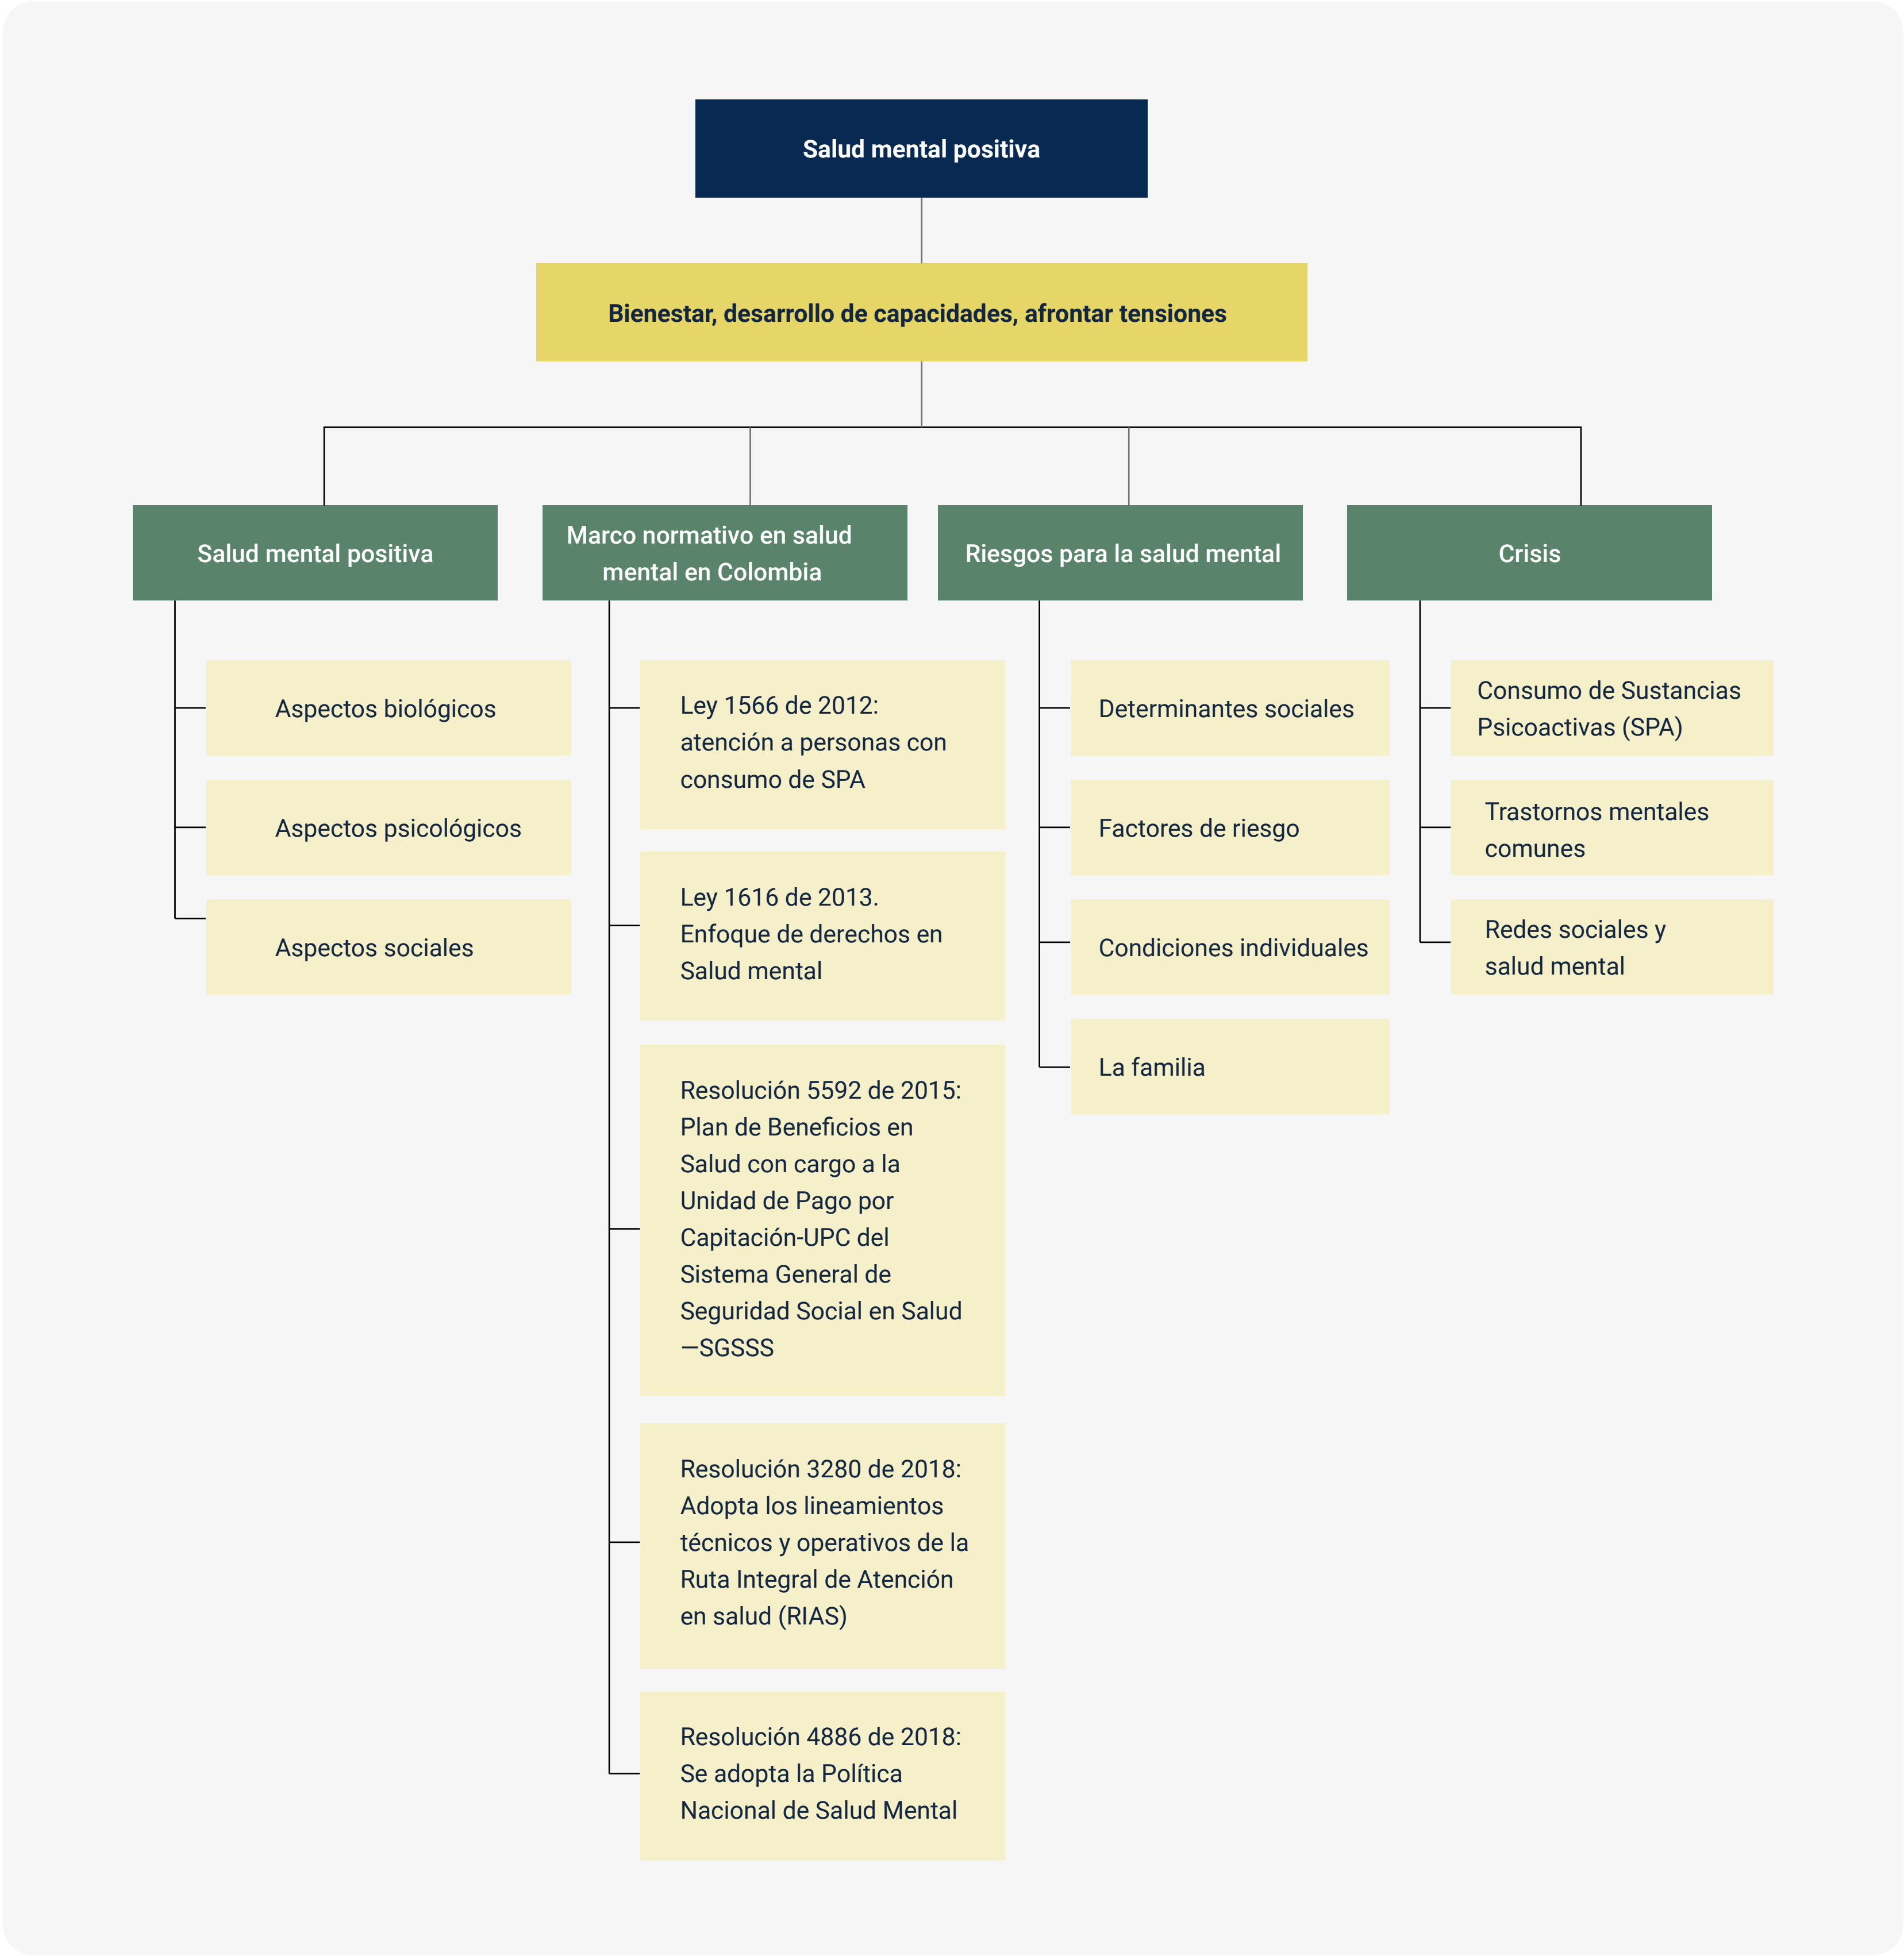 Salud mental positiva
Bienestar, desarrollo de capacidades, afrontar tensiones
Salud mental positiva
Aspectos biológicos
Aspectos psicológicos
Aspectos sociales
Marco normativo en salud
mental en Colombia
Ley 1566 de 2012:
atención a personas con
consumo de SPA
Ley 1616 de 2013.
Enfoque de derechos en
Salud mental
Resolución 5592 de 2015:
Plan de Beneficios en
Salud con cargo a la
Unidad de Pago por
Capitación-UPC del
Sistema General de
Seguridad Social en Salud
—SGSSS
Resolución 3280 de 2018:
Adopta los lineamientos
técnicos y operativos de la
Ruta Integral de Atención
en salud (RIAS)
Resolución 4886 de 2018:
Se adopta la Política
Nacional de Salud Mental
Riesgos para la salud mental
Determinantes sociales
Factores de riesgo
Condiciones individuales
La familia
Crisis
Consumo de Sustancias
Psicoactivas (SPA)
Trastornos mentales
comunes
Redes sociales y
salud mental